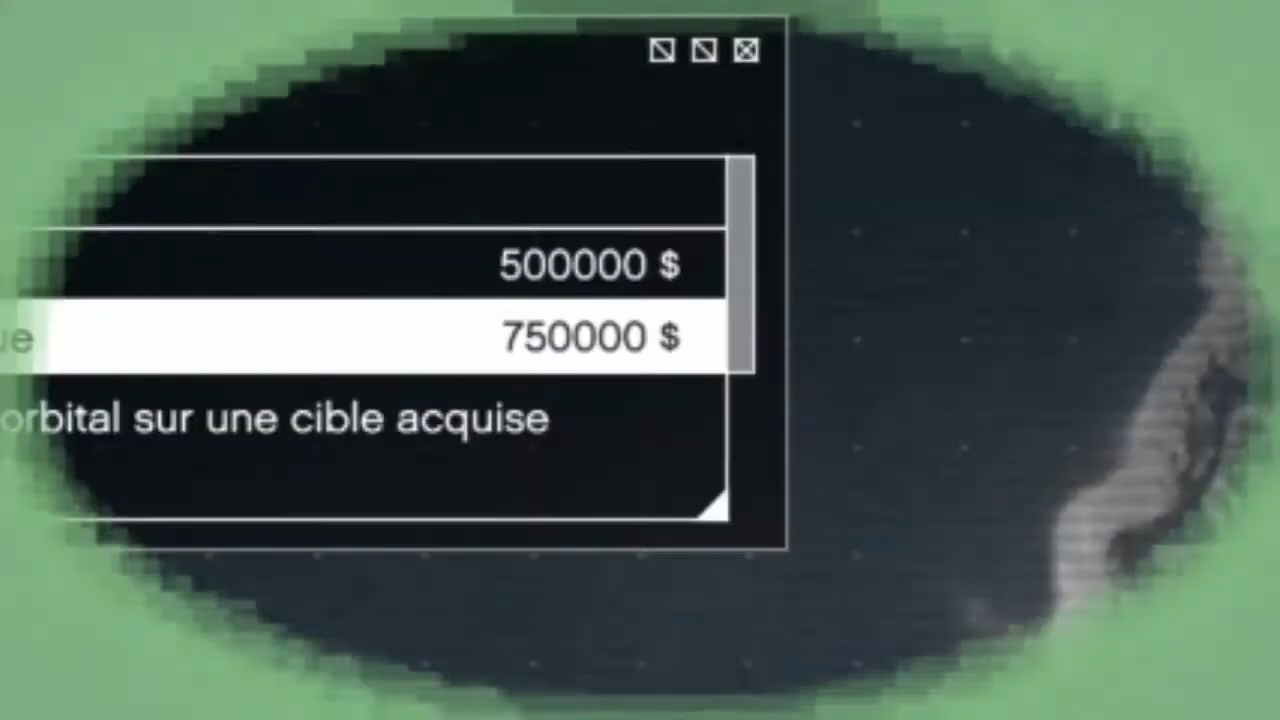 500000 $
750000 $
orbital sur une cible acquise